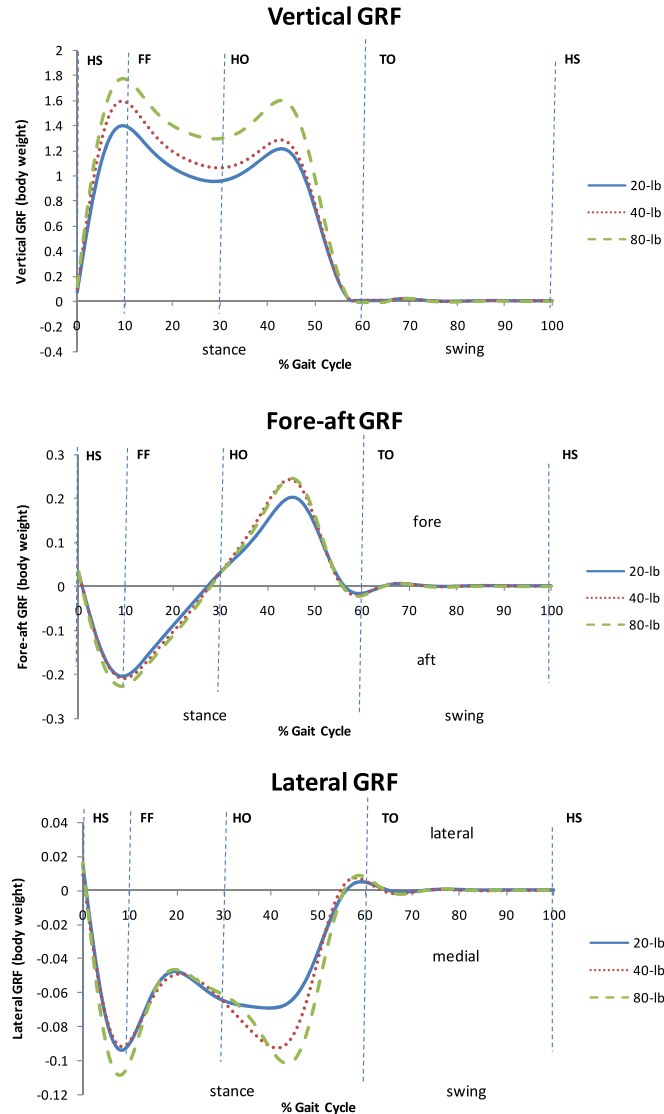 Vertical GRF
HS FF HO TO HS
2
1.8
1.6
1.4
1.2
1
0.8
0.6
0.4
0.2
0
-0.2
-0.4
Vertical GRF (body weight)
0 10 20 30 40 50 60 70 80 90 100
stance swing
% Gait Cycle
20-lb
40-lb
80-lb
Fore-aft GRF
HS FF HO TO HS
0.3
0.2
0.1
0
-0.1
-0.2
-0.3
Fore-aft GRF (body weight)
fore
0 10 20 30 40 50 60 70 80 90 100
aft
stance swing
% Gait Cycle
20-lb
40-lb
80-lb
Lateral GRF
HS FF HO TO HS
0.04
0.02
0
-0.02
-0.04
-0.06
-0.08
-0.1
-0.12
Lateral GRF (body weight)
lateral
0 10 20 30 40 50 60 70 80 90 100
medial
stance swing
% Gait Cycle
20-lb
40-lb
80-lb